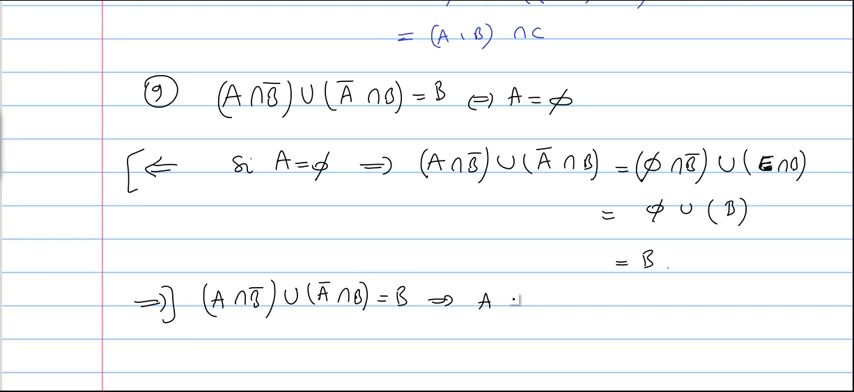 = (A \ B) ∩C
⑨ (A∩B̅)∪(A̅∩B)=B ⇔ A=∅
[⇐ Si A=∅ ⇒ (A∩B̅)∪(A̅∩B) =(∅∩B̅)∪(E∩B)
= ∅∪(B)
= B.
⇒] (A∩B̅)∪(A̅∩B)=B ⇒ A